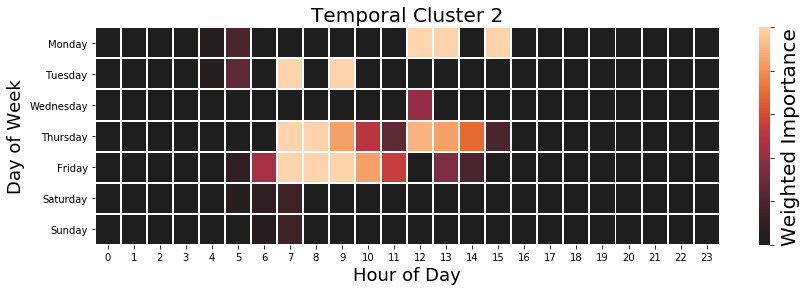 Temporal Cluster 2
Day of Week
Monday
Tuesday
Wednesday
Thursday
Friday
Saturday
Sunday
0 1 2 3 4 5 6 7 8 9 10 11 12 13 14 15 16 17 18 19 20 21 22 23
Hour of Day
Weighted Importance